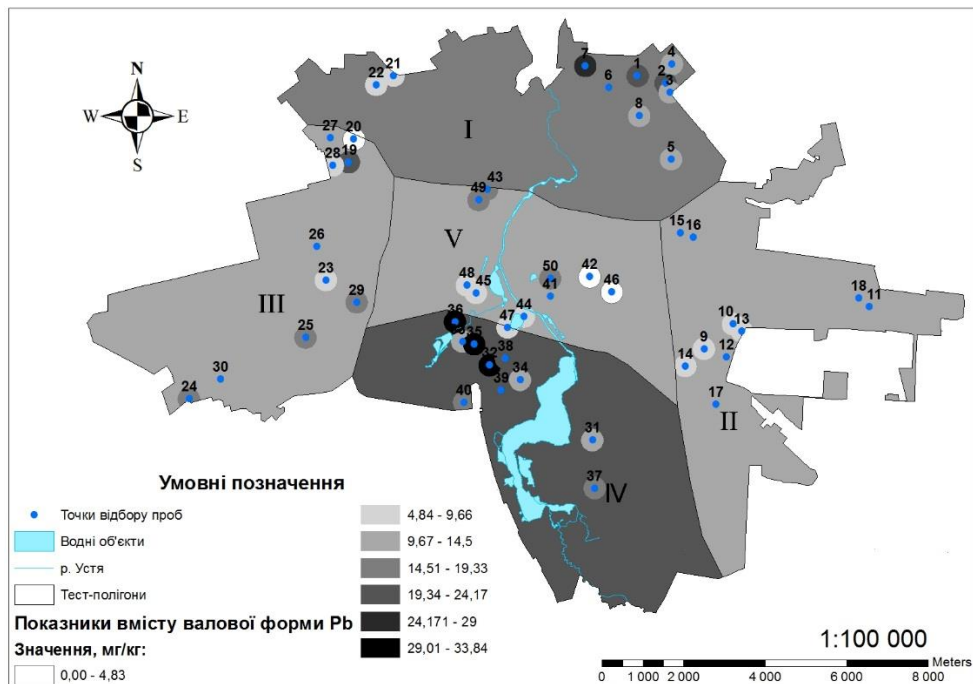 N
W E
S
7
4
1
2
6
3
8
5
21
22
27
20
28
19
I
43
49
V
26
23
29
III
25
30
24
48
45
50
42
46
41
36
44
47
35
32
38
34
39
40
31
37
IV
15
16
18
11
10
13
9
12
14
17
II
Умовні позначення
Точки відбору проб
Водні об'єкти
р. Устя
Тест-полігони
Показники вмісту валової форми Pb
Значення, мг/кг:
0,00 - 4,83
4,84 - 9,66
9,67 - 14,5
14,51 - 19,33
19,34 - 24,17
24,171 - 29
29,01 - 33,84
1:100 000
Meters
0 1 000 2 000 4 000 6 000 8 000